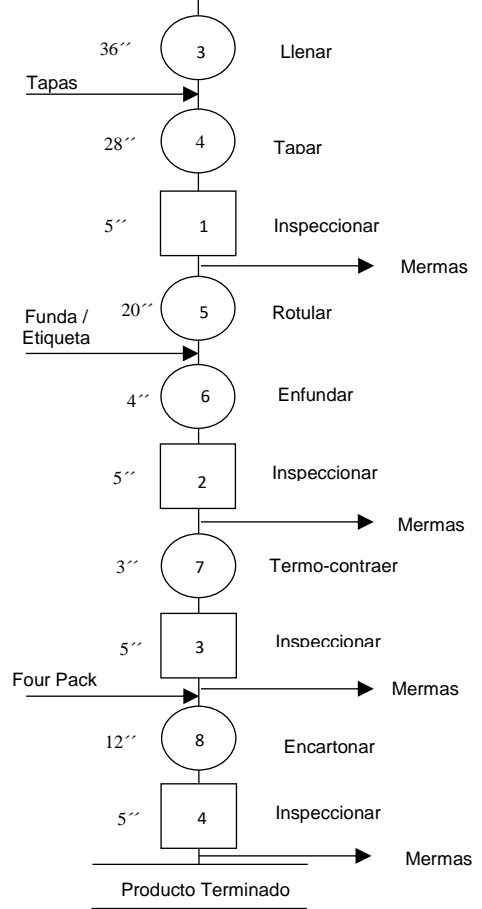 36´´ 3 Llenar
Tapas
28´´ 4 Tapar
5´´ 1 Inspeccionar
Mermas
20´´ 5 Rotular
Funda /
Etiqueta
4´´ 6 Enfundar
5´´ 2 Inspeccionar
Mermas
3´´ 7 Termo-contraer
5´´ 3 Inspeccionar
Four Pack
Mermas
12´´ 8 Encartonar
5´´ 4 Inspeccionar
Mermas
Producto Terminado